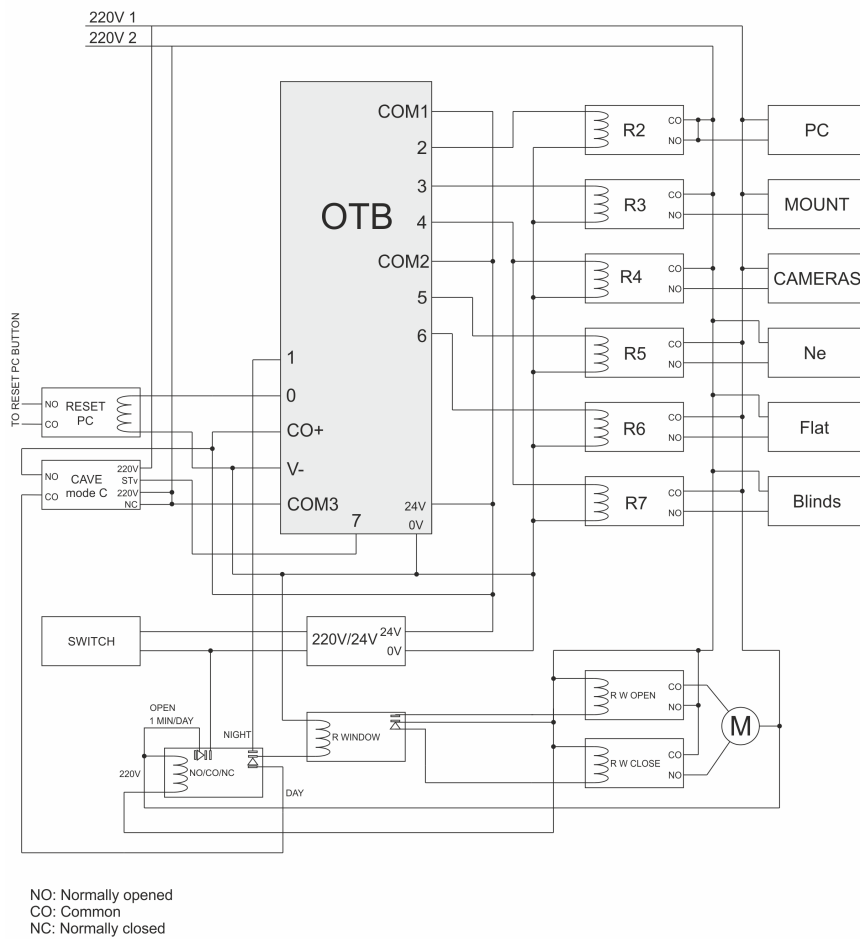 220V 1
220V 2
OTB
COM1
2
3
4
COM2
5
6
1
0
CO+
V-
COM3
7
24V
0V
R2
CO
NO
PC
R3
CO
NO
MOUNT
R4
CO
NO
CAMERAS
R5
CO
NO
Ne
R6
CO
NO
Flat
R7
CO
NO
Blinds
TO RESET PC BUTTON
NO
CO
RESET
PC
NO
CO
CAVE
mode C
220V
STv
220V
NC
SWITCH
220V/24V
24V
0V
OPEN
1 MIN/DAY
NIGHT
220V
NO/CO/NC
DAY
R WINDOW
R W OPEN
CO
NO
R W CLOSE
CO
NO
M
NO: Normally opened
CO: Common
NC: Normally closed